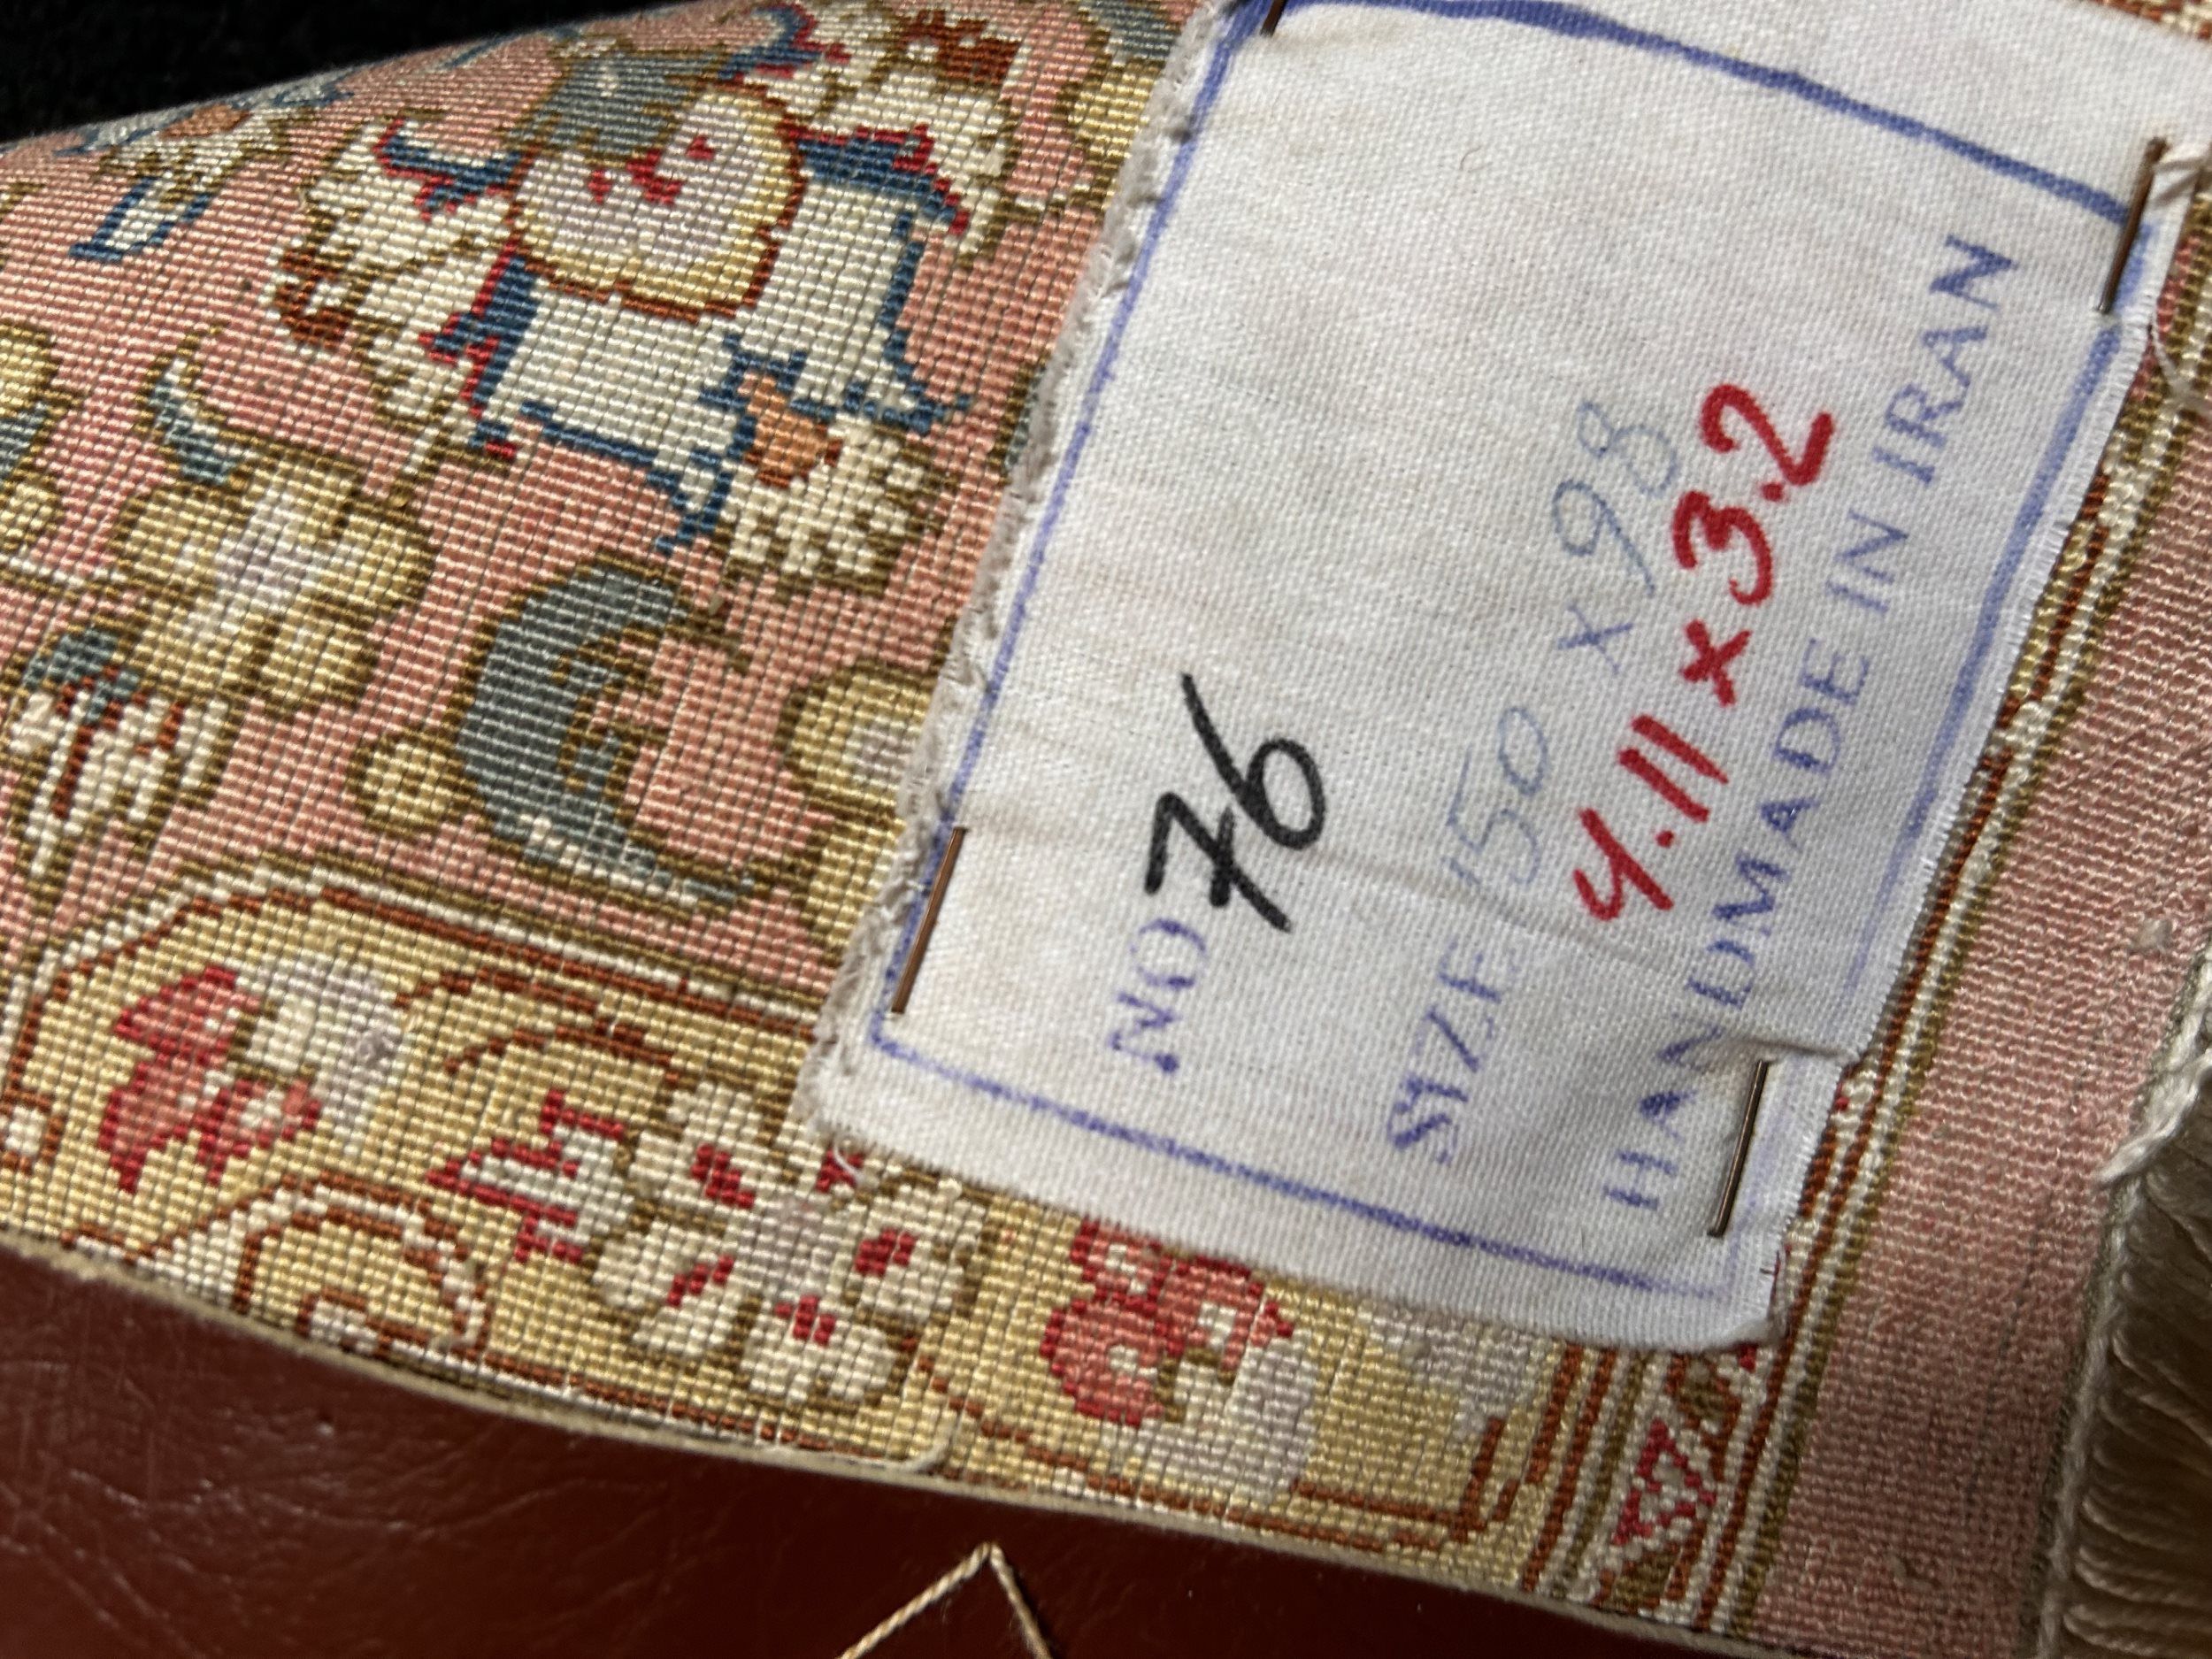 NO 76
SIZE 150 x 98
4.11 x 3.2
HANDMADE IN IRAN